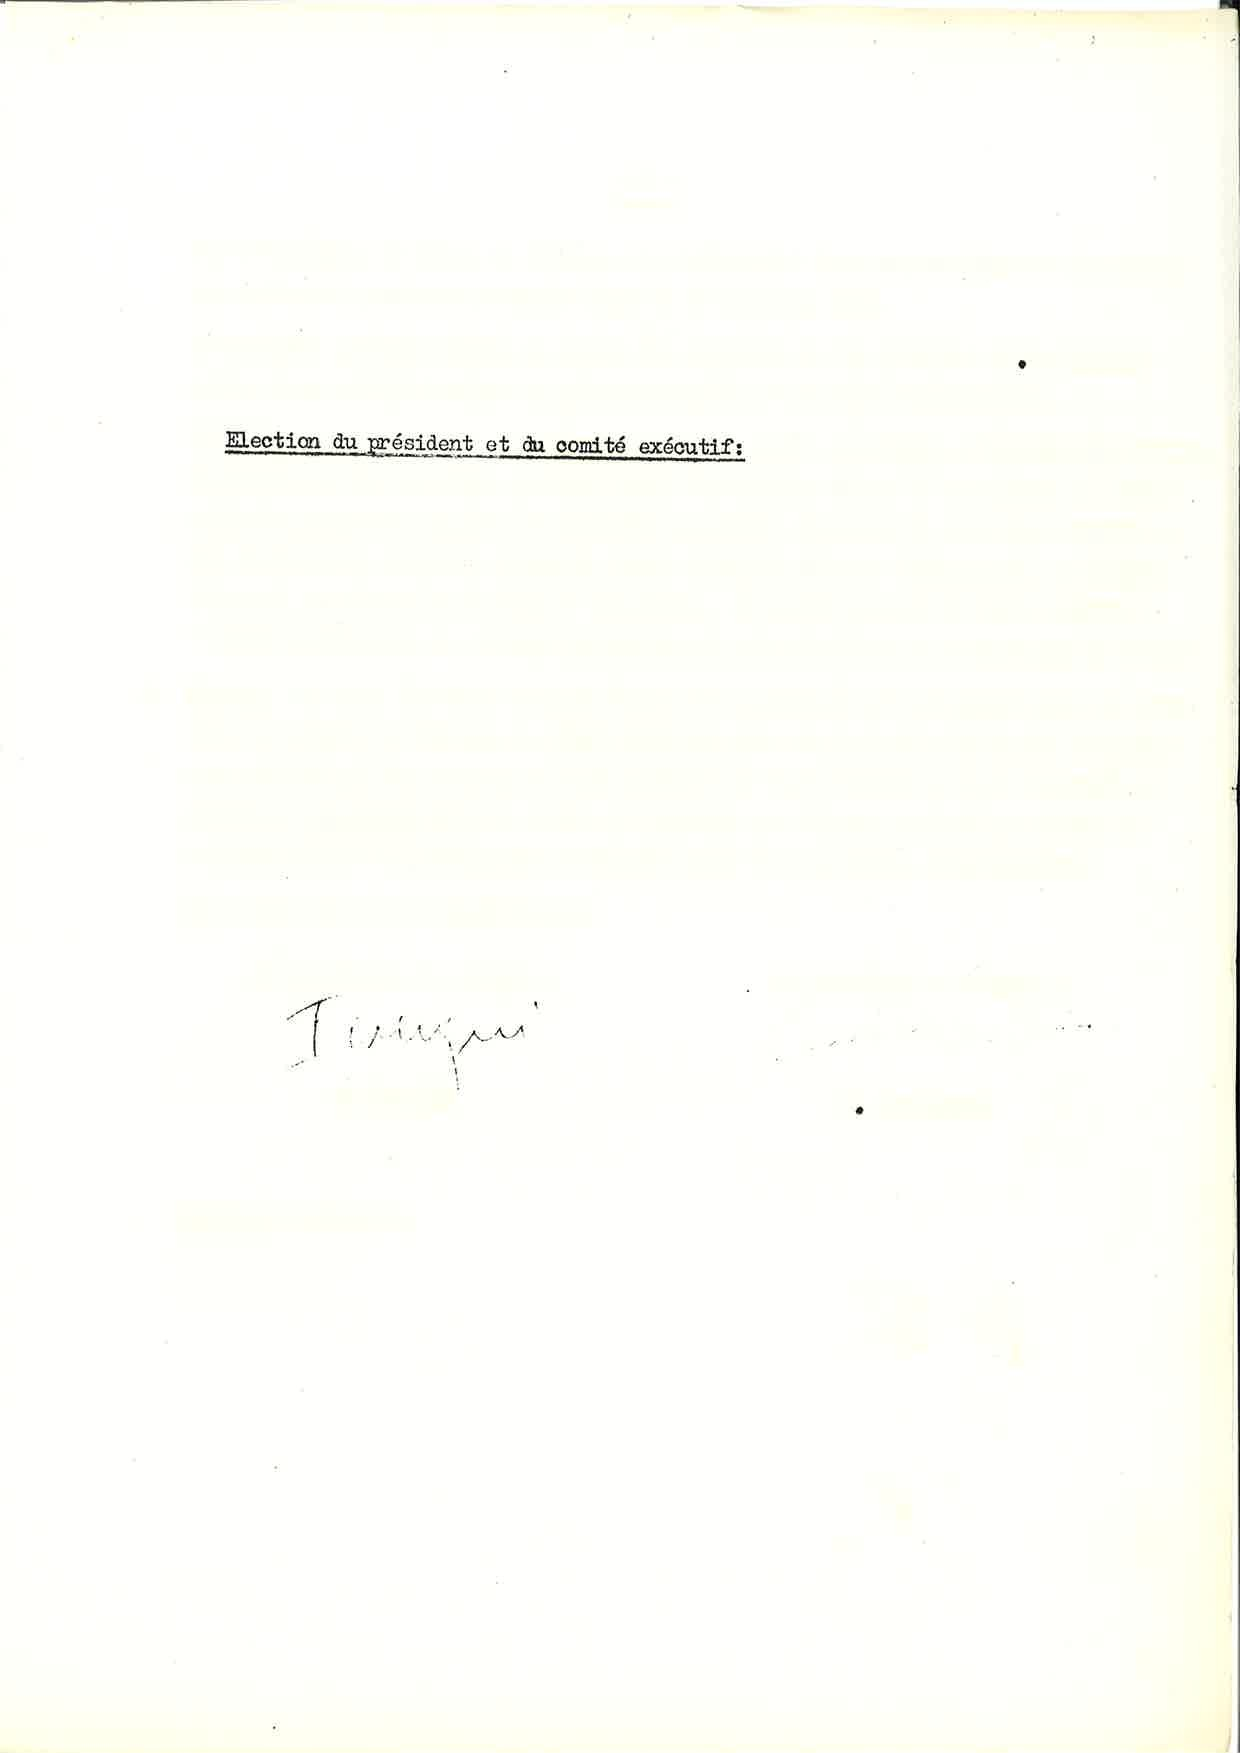 Election du président et du comité exécutif: